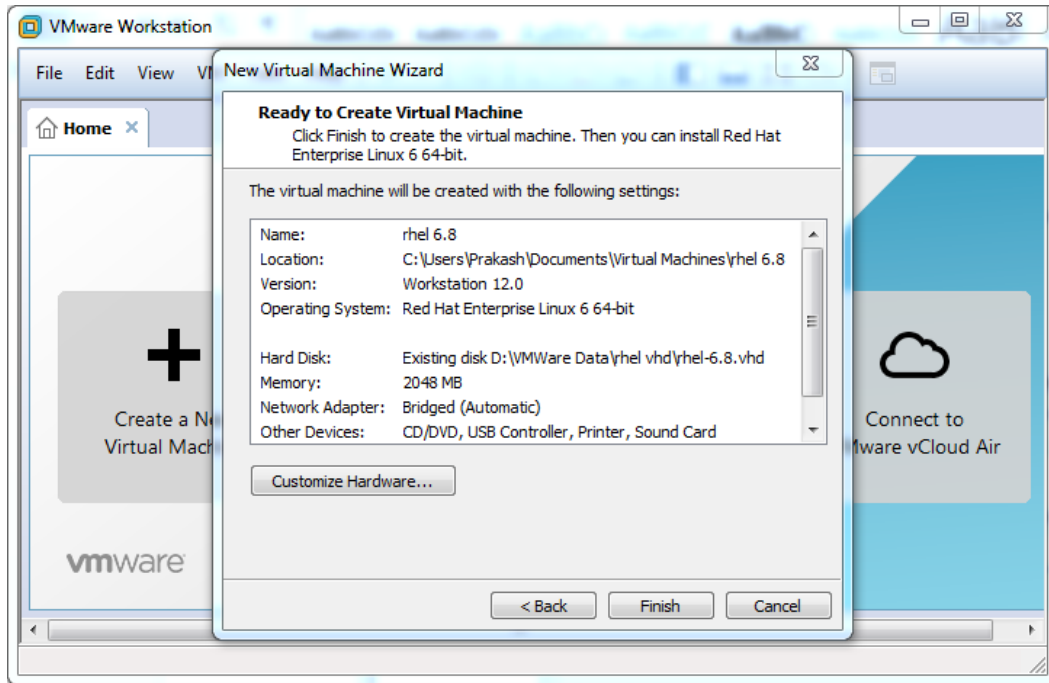 VMware Workstation
File Edit View
New Virtual Machine Wizard
Home
Ready to Create Virtual Machine
Click Finish to create the virtual machine. Then you can install Red Hat
Enterprise Linux 6 64-bit.
The virtual machine will be created with the following settings:
Name: rhel 6.8
Location: C:\Users\Prakash\Documents\Virtual Machines\rhel 6.8
Version: Workstation 12.0
Operating System: Red Hat Enterprise Linux 6 64-bit
Hard Disk: Existing disk D:\VMWare Data\rhel vhd\rhel-6.8.vhd
Memory: 2048 MB
Network Adapter: Bridged (Automatic)
Other Devices: CD/DVD, USB Controller, Printer, Sound Card
Customize Hardware...
Create a
Virtual
Connect to
vCloud Air
vmware
< Back Finish Cancel